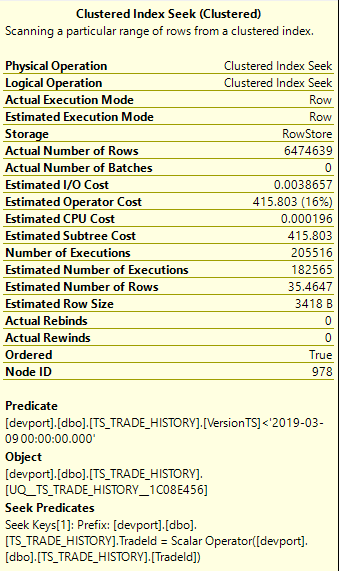 Clustered Index Seek (Clustered)
Scanning a particular range of rows from a clustered index.
Physical Operation Clustered Index Seek
Logical Operation Clustered Index Seek
Actual Execution Mode Row
Estimated Execution Mode Row
Storage RowStore
Actual Number of Rows 6474639
Actual Number of Batches 0
Estimated I/O Cost 0.0038657
Estimated Operator Cost 415.803 (16%)
Estimated CPU Cost 0.000196
Estimated Subtree Cost 415.803
Number of Executions 205516
Estimated Number of Executions 182565
Estimated Number of Rows 35.4647
Estimated Row Size 3418 B
Actual Rebinds 0
Actual Rewinds 0
Ordered True
Node ID 978
Predicate
[devport].[dbo].[TS_TRADE_HISTORY].[VersionTS]<'2019-03-
09 00:00:00.000'
Object
[devport].[dbo].[TS_TRADE_HISTORY].
[UQ__TS_TRADE_HISTORY__1C08E456]
Seek Predicates
Seek Keys[1]: Prefix: [devport].[dbo].
[TS_TRADE_HISTORY].TradeId = Scalar Operator([devport].
[dbo].[TS_TRADE_HISTORY].[TradeId])